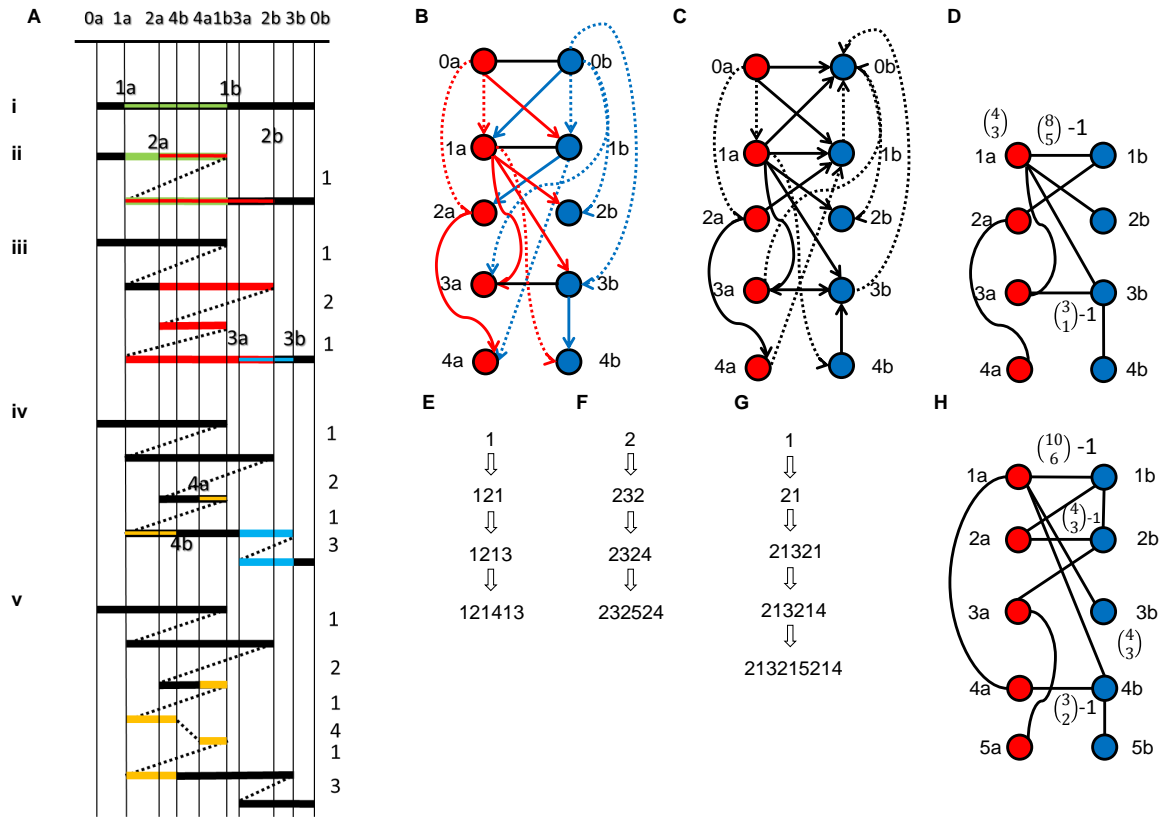 A
0a 1a 2a 4b 4a1b3a 2b 3b 0b
i
1a 1b
ii
2a 2b
1
iii
1
2
1
3a 3b
iv
1
2
4a
1
4b
3
v
1
2
1
4
1
3
B
0a 0b
1a 1b
2a 2b
3a 3b
4a 4b
C
0a 0b
1a 1b
2a 2b
3a 3b
4a 4b
D
(4 3) (8 5) -1
1a 1b
2a 2b
3a 3b
(3 1)-1
4a 4b
E
1
121
1213
121413
F
2
232
2324
232524
G
1
21
21321
213214
213215214
H
(10 6) -1
1a 1b
(4 3)-1
2a 2b
3a 3b
(4 3)
4a 4b
(3 2)-1
5a 5b